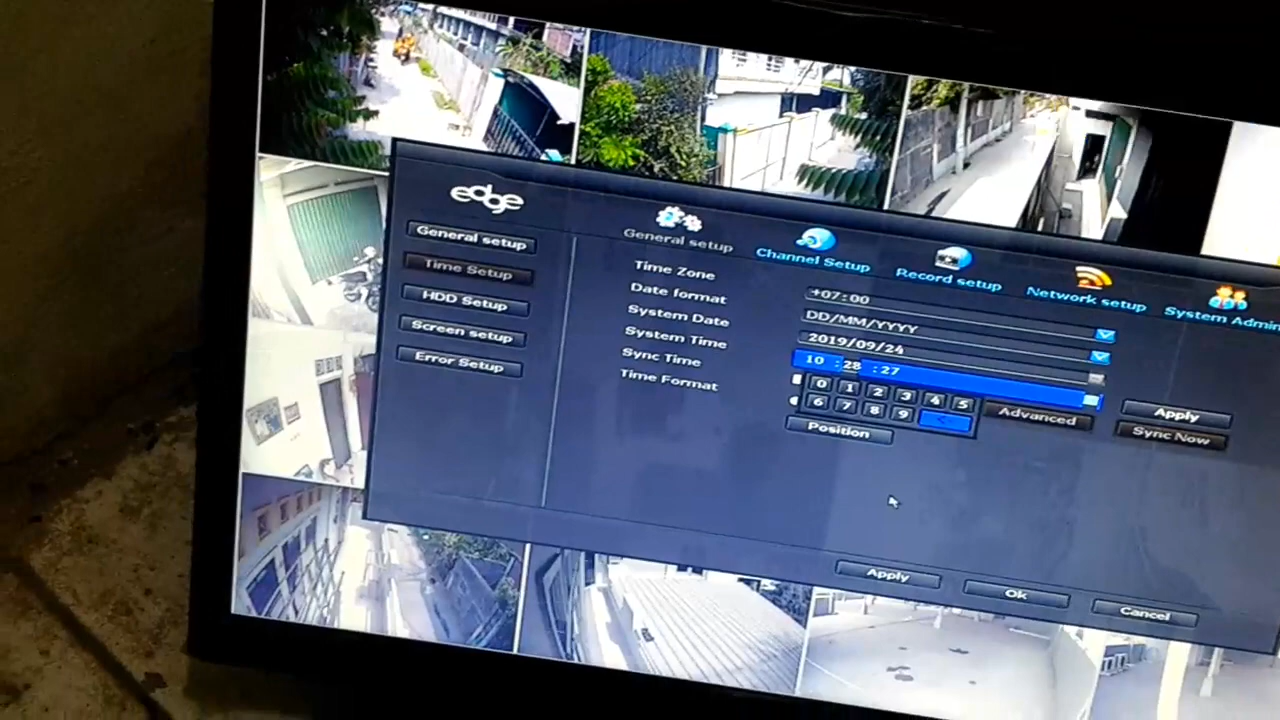 edge
General setup
Time Setup
HDD Setup
Screen setup
Error Setup
General setup
Channel Setup
Record setup
Network setup
System Admin
Time Zone
+07:00
Date format
DD/MM/YYYY
System Date
2019/09/24
System Time
10 :28 :27
Sync Time
Time Format
0 1 2 3 4 5
6 7 8 9
Advanced
Apply
Position
Sync Now
Apply
Ok
Cancel